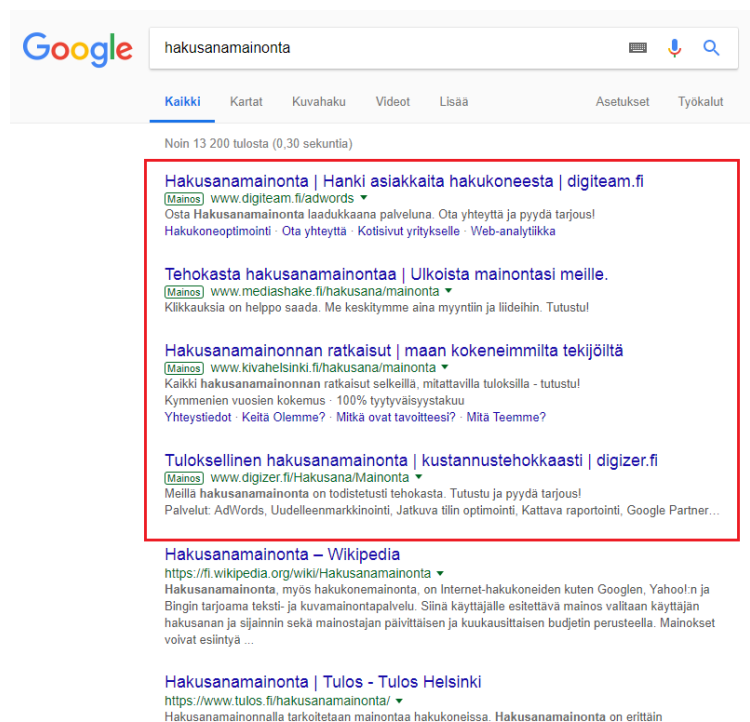 Google
hakusanamainonta
Kaikki Kartat Kuvahaku Videot Lisää Asetukset Työkalut
Noin 13 200 tulosta (0,30 sekuntia)
Hakusanamainonta | Hanki asiakkaita hakukoneesta | digiteam.fi
Mainos www.digiteam.fi/adwords
Osta Hakusanamainonta laadukkaana palveluna. Ota yhteyttä ja pyydä tarjous!
Hakukoneoptimointi · Ota yhteyttä · Kotisivut yritykselle · Web-analytiikka
Tehokasta hakusanamainontaa | Ulkoista mainontasi meille.
Mainos www.mediashake.fi/hakusana/mainonta
Klikkauksia on helppo saada. Me keskitymme aina myyntiin ja liideihin. Tutustu!
Hakusanamainonnan ratkaisut | maan kokeneimmilta tekijöiltä
Mainos www.kivahelsinki.fi/hakusana/mainonta
Kaikki hakusanamainonnan ratkaisut selkeillä, mitattavilla tuloksilla - tutustu!
Kymmenien vuosien kokemus · 100% tyytyväisyystakuu
Yhteystiedot · Keitä Olemme? · Mitkä ovat tavoitteesi? · Mitä Teemme?
Tuloksellinen hakusanamainonta | kustannustehokkaasti | digizer.fi
Mainos www.digizer.fi/Hakusana/Mainonta
Meillä hakusanamainonta on todistetusti tehokasta. Tutustu ja pyydä tarjous!
Palvelut: AdWords, Uudelleenmarkkinointi, Jatkuva tilin optimointi, Kattava raportointi, Google Partner…
Hakusanamainonta – Wikipedia
https://fi.wikipedia.org/wiki/Hakusanamainonta
Hakusanamainonta, myös hakukonemainonta, on Internet-hakukoneiden kuten Googlen, Yahoo!:n ja
Bingin tarjoama teksti- ja kuvamainontapalvelu. Siinä käyttäjälle esitettävä mainos valitaan käyttäjän
hakusanan ja sijainnin sekä mainostajan päivittäisen ja kuukausittaisen budjetin perusteella. Mainokset
voivat esiintyä ...
Hakusanamainonta | Tulos - Tulos Helsinki
https://www.tulos.fi/hakusanamainonta/
Hakusanamainonnalla tarkoitetaan mainontaa hakukoneissa. Hakusanamainonta on erittäin